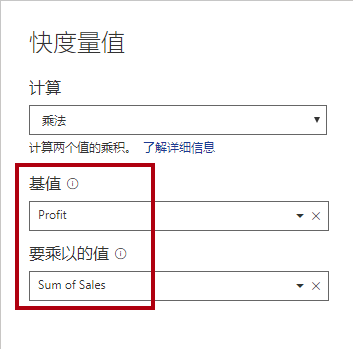 快度量值
计算
乘法
计算两个值的乘积。 了解详细信息
基值
Profit
要乘以的值
Sum of Sales